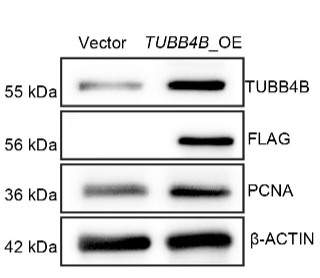 Vector TUBB4B_OE
55 kDa TUBB4B
56 kDa FLAG
36 kDa PCNA
42 kDa β-ACTIN